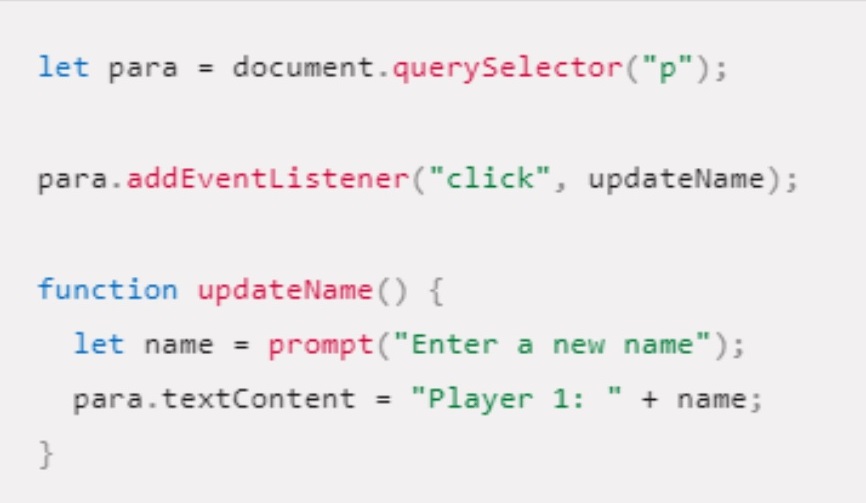 let para = document.querySelector("p");
para.addEventListener("click", updateName);
function updateName() {
let name = prompt("Enter a new name");
para.textContent = "Player 1: " + name;
}